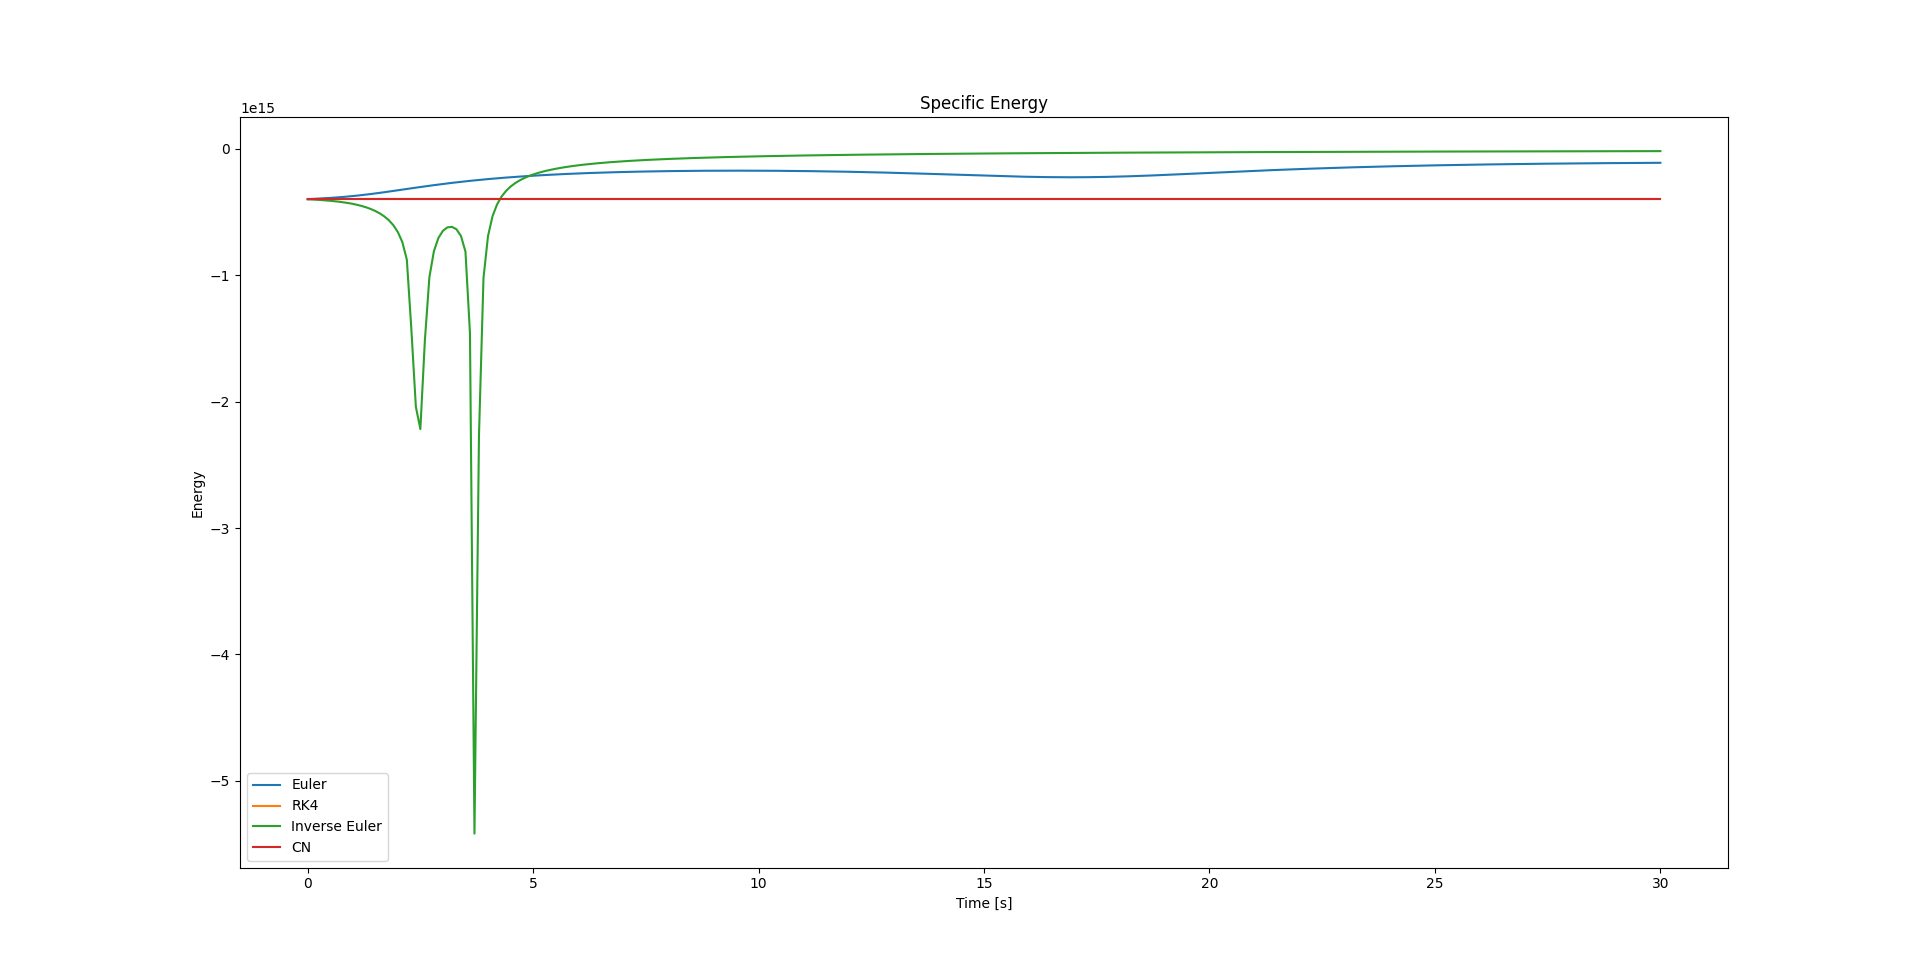 Specific Energy
1e15
0
−1
−2
−3
−4
−5
Energy
Euler
RK4
Inverse Euler
CN
0 5 10 15 20 25 30
Time [s]